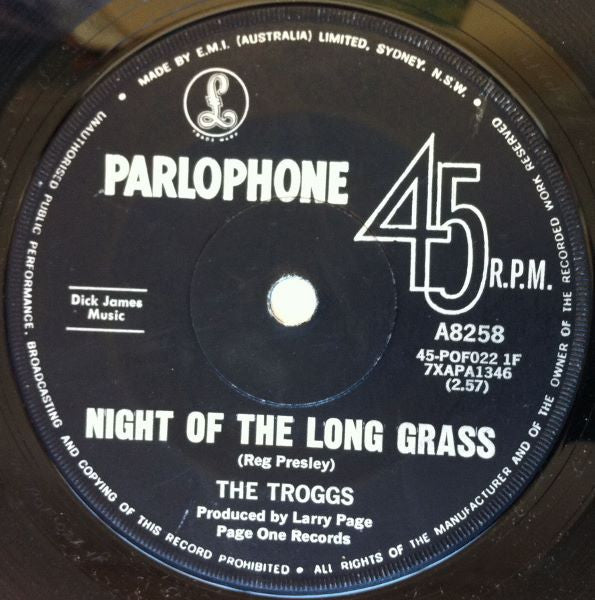 MADE BY E.M.I. (AUSTRALIA) LIMITED, SYDNEY, N.S.W.
UNAUTHORISED PUBLIC PERFORMANCE, BROADCASTING AND COPYING OF THIS RECORD PROHIBITED • ALL RIGHTS OF THE MANUFACTURER AND OF THE OWNER OF THE RECORDED WORK RESERVED
£
TRADE MARK
PARLOPHONE
45 R.P.M.
Dick James
Music
A8258
45-POF022 1F
7XAPA1346
(2.57)
NIGHT OF THE LONG GRASS
(Reg Presley)
THE TROGGS
Produced by Larry Page
Page One Records